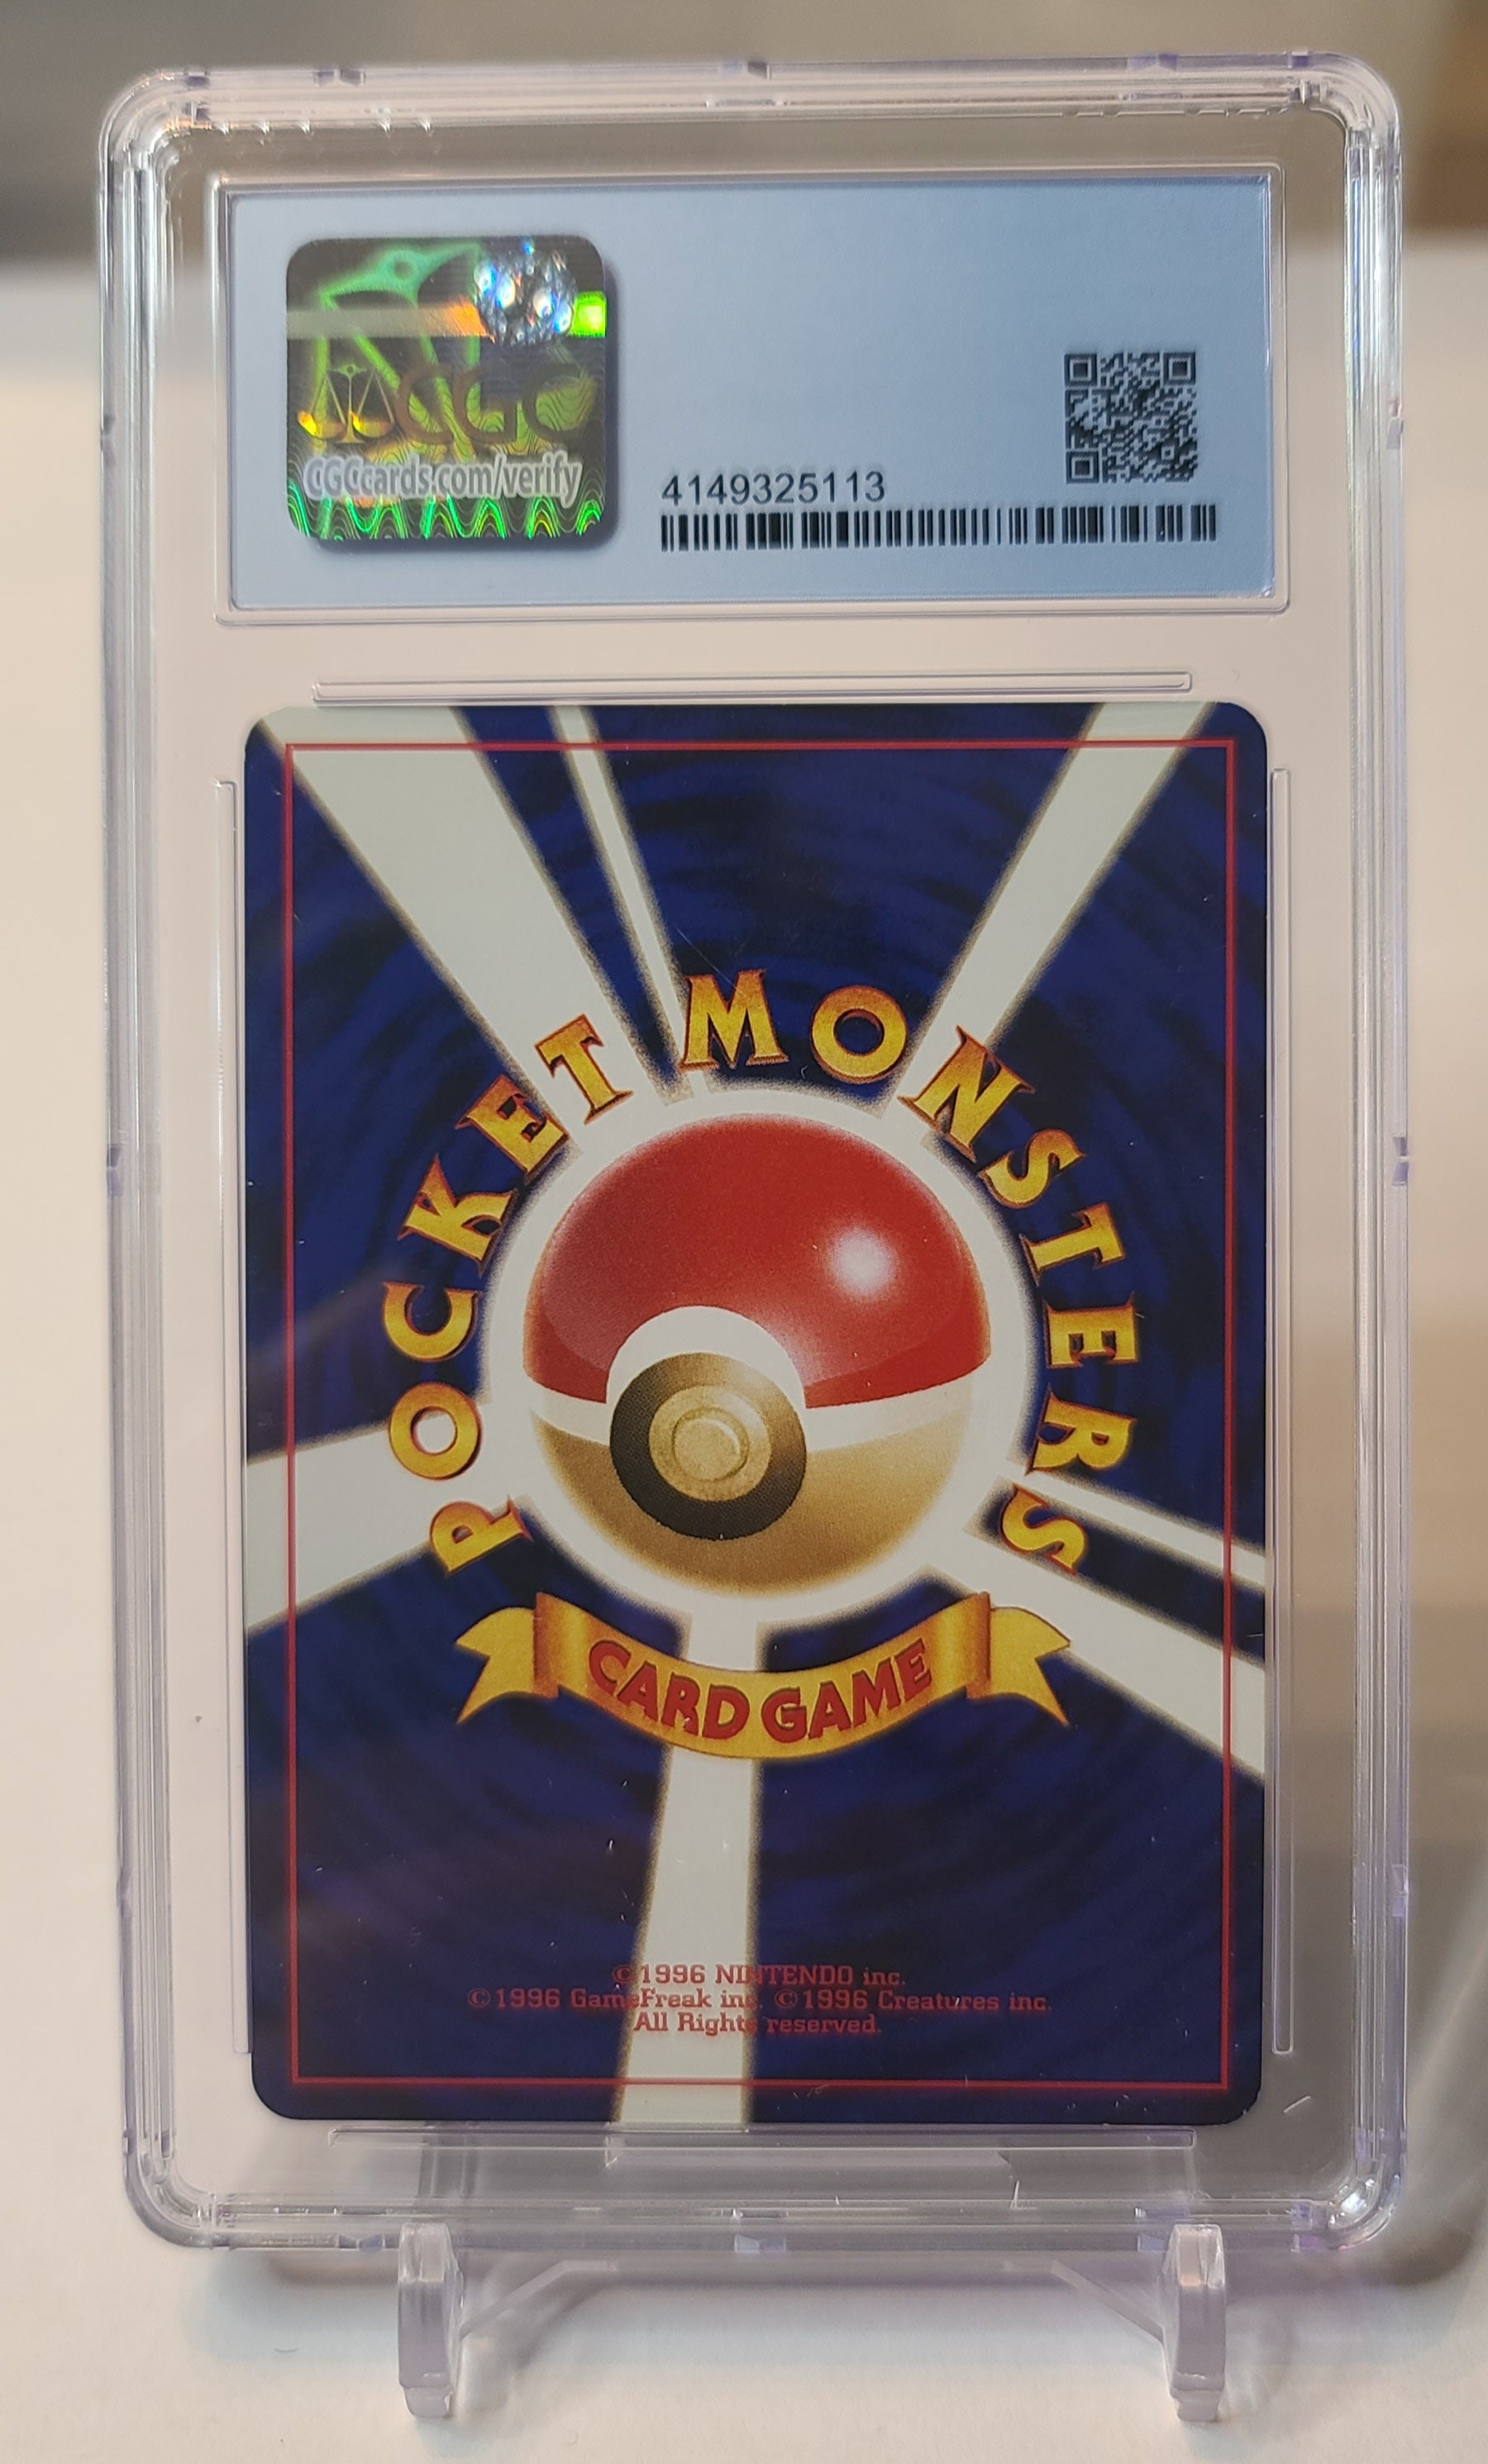 CGC
CGCcards.com/verify
4149325113
POCKET MONSTERS
CARD GAME
©1996 NINTENDO inc.
©1996 GameFreak inc. ©1996 Creatures inc.
All Rights reserved.